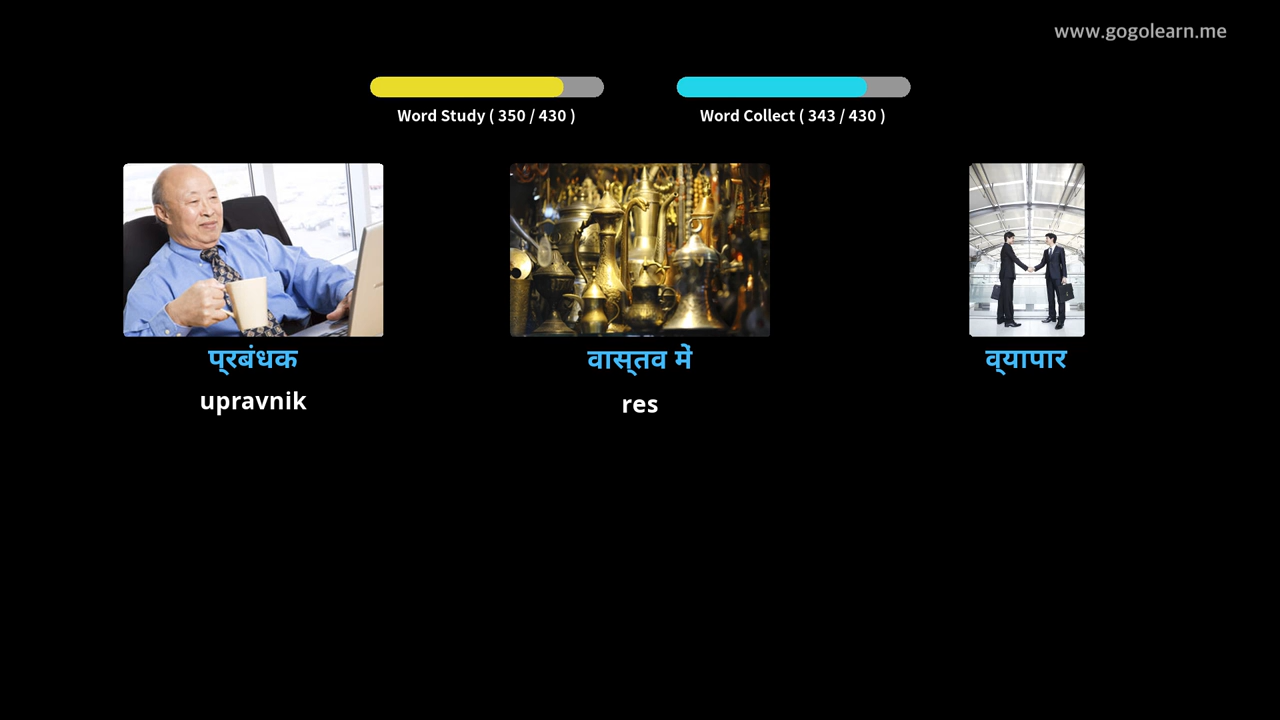 www.gogolearn.me
Word Study ( 350 / 430 )
Word Collect ( 343 / 430 )
प्रबंधक
वास्तव में
व्यापार
upravnik
res